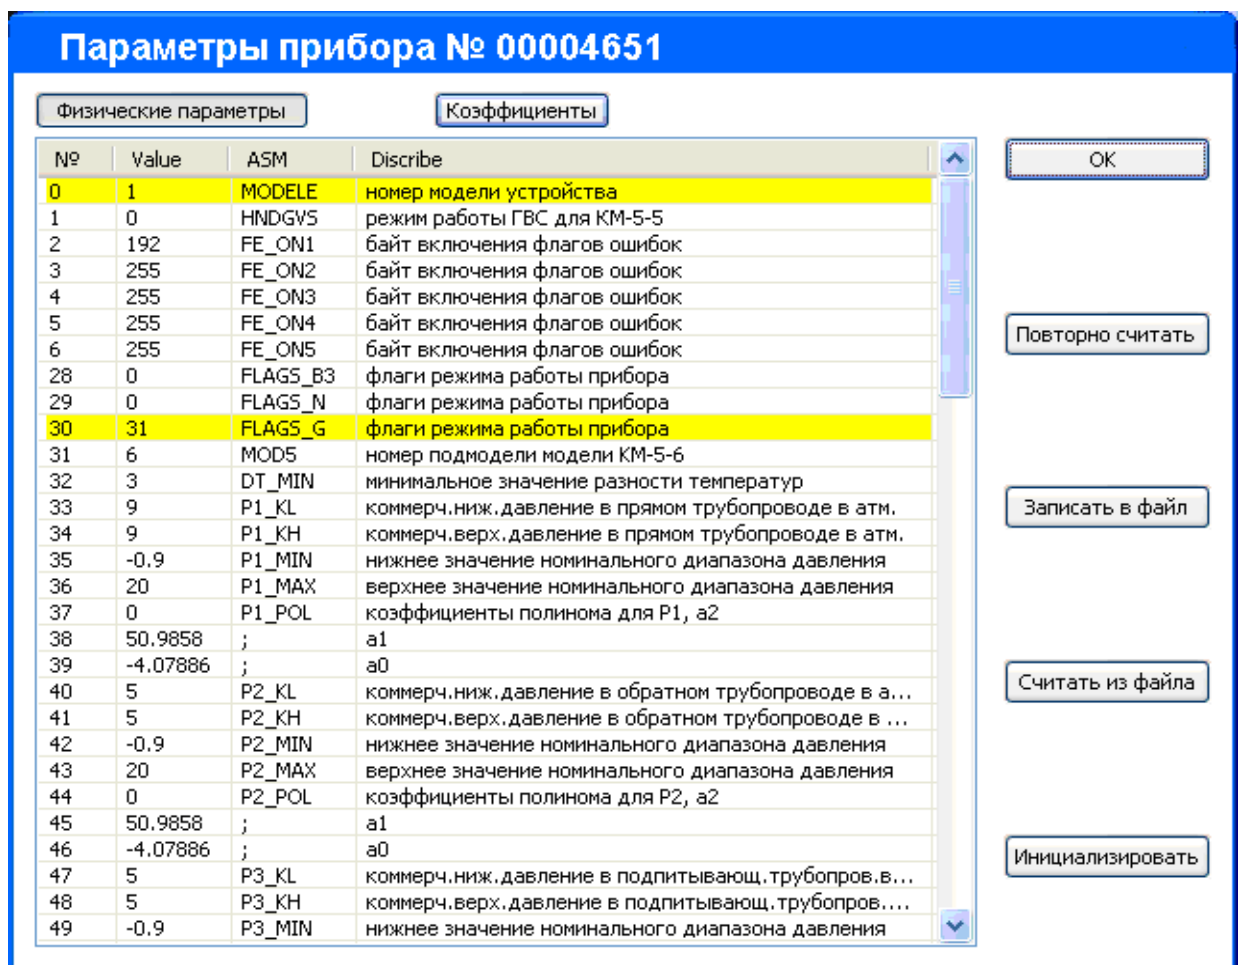 Параметры прибора № 00004651
Физические параметры Коэффициенты
№ Value ASM Discribe
0 1 MODELE номер модели устройства
1 0 HNDGVS режим работы ГВС для КМ-5-5
2 192 FE_ON1 байт включения флагов ошибок
3 255 FE_ON2 байт включения флагов ошибок
4 255 FE_ON3 байт включения флагов ошибок
5 255 FE_ON4 байт включения флагов ошибок
6 255 FE_ON5 байт включения флагов ошибок
28 0 FLAGS_B3 флаги режима работы прибора
29 0 FLAGS_N флаги режима работы прибора
30 31 FLAGS_G флаги режима работы прибора
31 6 MOD5 номер подмодели модели КМ-5-6
32 3 DT_MIN минимальное значение разности температур
33 9 P1_KL коммерч.ниж.давление в прямом трубопроводе в атм.
34 9 P1_KH коммерч.верх.давление в прямом трубопроводе в атм.
35 -0.9 P1_MIN нижнее значение номинального диапазона давления
36 20 P1_MAX верхнее значение номинального диапазона давления
37 0 P1_POL коэффициенты полинома для P1, a2
38 50.9858 ; a1
39 -4.07886 ; a0
40 5 P2_KL коммерч.ниж.давление в обратном трубопроводе в а...
41 5 P2_KH коммерч.верх.давление в обратном трубопроводе в ...
42 -0.9 P2_MIN нижнее значение номинального диапазона давления
43 20 P2_MAX верхнее значение номинального диапазона давления
44 0 P2_POL коэффициенты полинома для P2, a2
45 50.9858 ; a1
46 -4.07886 ; a0
47 5 P3_KL коммерч.ниж.давление в подпитывающ.трубопров.в...
48 5 P3_KH коммерч.верх.давление в подпитывающ.трубопров....
49 -0.9 P3_MIN нижнее значение номинального диапазона давления
OK
Повторно считать
Записать в файл
Считать из файла
Инициализировать